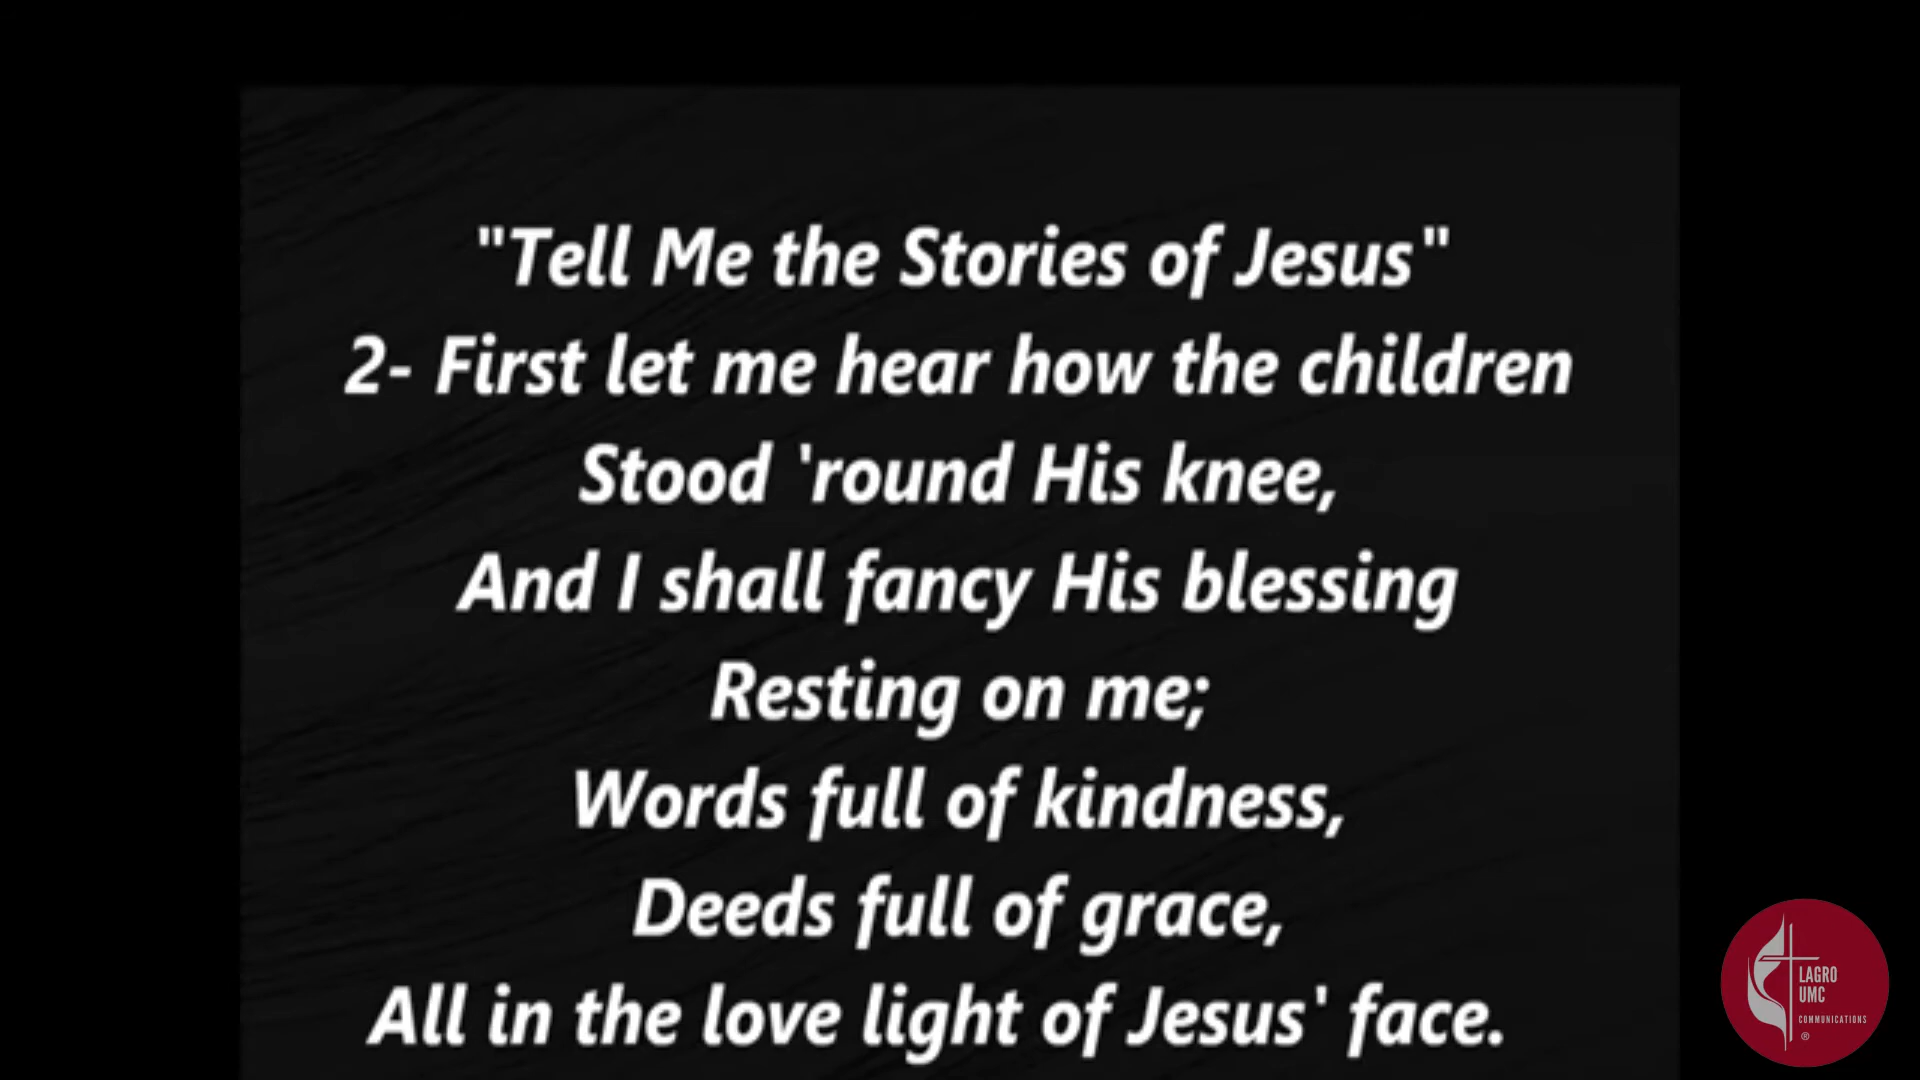 "Tell Me the Stories of Jesus"
2- First let me hear how the children
Stood 'round His knee,
And I shall fancy His blessing
Resting on me;
Words full of kindness,
Deeds full of grace,
All in the love light of Jesus' face.
LAGRO
UMC
COMMUNICATIONS
®